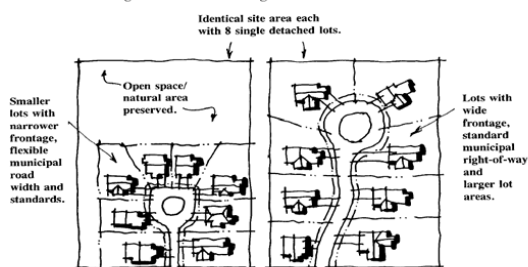 Identical site area each
with 8 single detached lots.
Open space/
natural area
preserved.
Smaller
lots with
narrower
frontage,
flexible
municipal
road
width and
standards.
Lots with
wide
frontage,
standard
municipal
right-of-way
and
larger lot
areas.